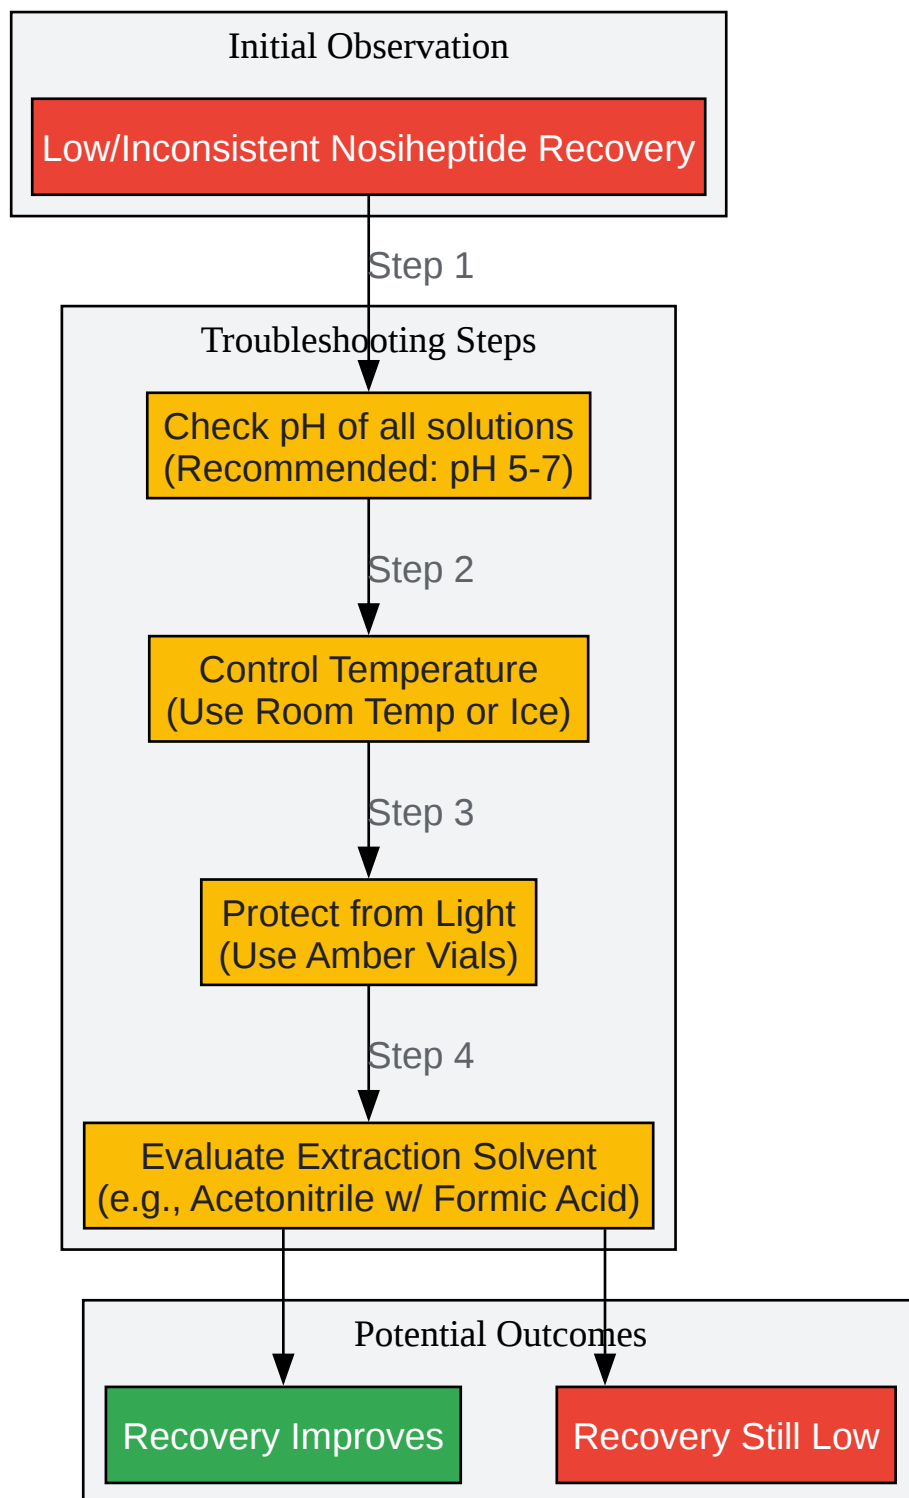 Initial Observation
Low/Inconsistent Nosiheptide Recovery
Step 1
Troubleshooting Steps
Check pH of all solutions
(Recommended: pH 5-7)
Step 2
Control Temperature
(Use Room Temp or Ice)
Step 3
Protect from Light
(Use Amber Vials)
Step 4
Evaluate Extraction Solvent
(e.g., Acetonitrile w/ Formic Acid)
Potential Outcomes
Recovery Improves
Recovery Still Low